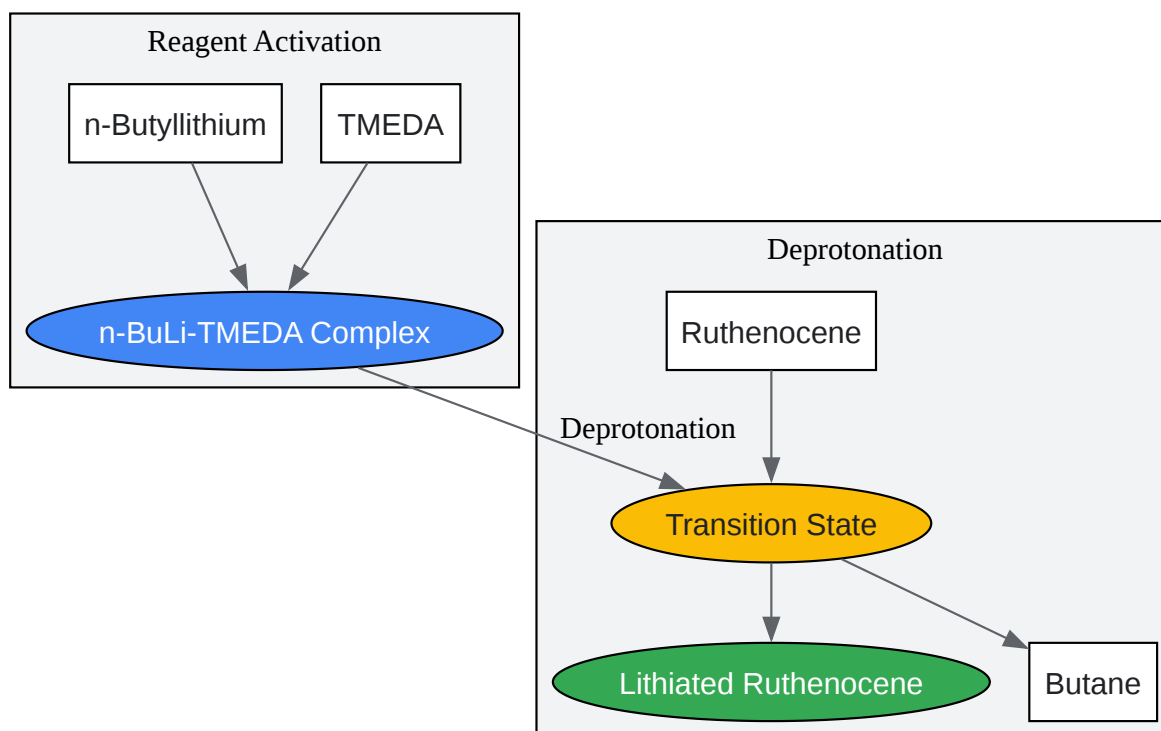 Reagent Activation
n-Butyllithium
TMEDA
n-BuLi-TMEDA Complex
Deprotonation
Ruthenocene
Deprotonation
Transition State
Lithiated Ruthenocene
Butane